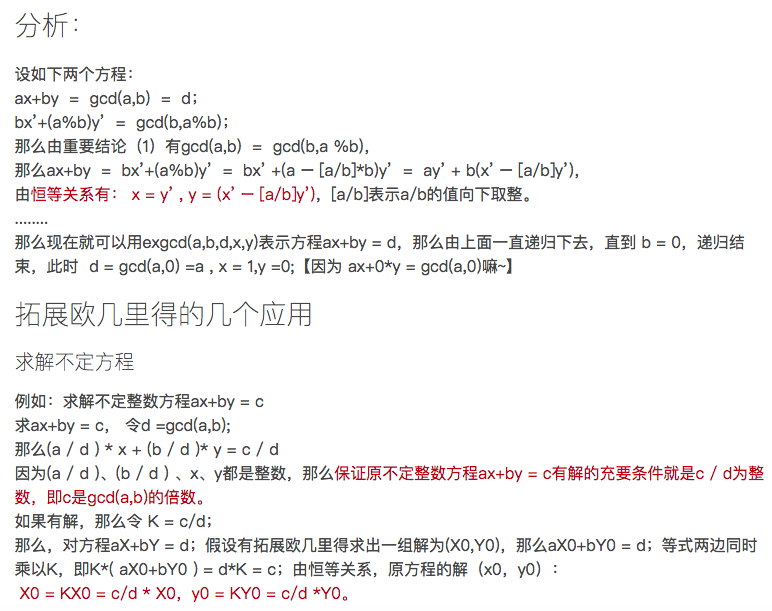 分析：
设如下两个方程：
ax+by = gcd(a,b) = d；
bx’+(a%b)y’ = gcd(b,a%b)；
那么由重要结论（1）有gcd(a,b) = gcd(b,a %b)，
那么ax+by = bx’+(a%b)y’ = bx’ +(a－[a/b]*b)y’ = ay’ + b(x’－[a/b]y’)，
由恒等关系有： x = y’ , y = (x’－[a/b]y’)，[a/b]表示a/b的值向下取整。
........
那么现在就可以用exgcd(a,b,d,x,y)表示方程ax+by = d，那么由上面一直递归下去，直到 b = 0，递归结
束，此时 d = gcd(a,0) =a , x = 1,y =0;【因为 ax+0*y = gcd(a,0)嘛~】
拓展欧几里得的几个应用
求解不定方程
例如：求解不定整数方程ax+by = c
求ax+by = c， 令d =gcd(a,b);
那么(a / d ) * x + (b / d )* y = c / d
因为(a / d )、(b / d ) 、x、y都是整数，那么保证原不定整数方程ax+by = c有解的充要条件就是c / d为整
数，即c是gcd(a,b)的倍数。
如果有解，那么令 K = c/d；
那么，对方程aX+bY = d；假设有拓展欧几里得求出一组解为(X0,Y0)，那么aX0+bY0 = d；等式两边同时
乘以K，即K*( aX0+bY0 ) = d*K = c；由恒等关系，原方程的解（x0，y0）：
X0 = KX0 = c/d * X0，y0 = KY0 = c/d *Y0。